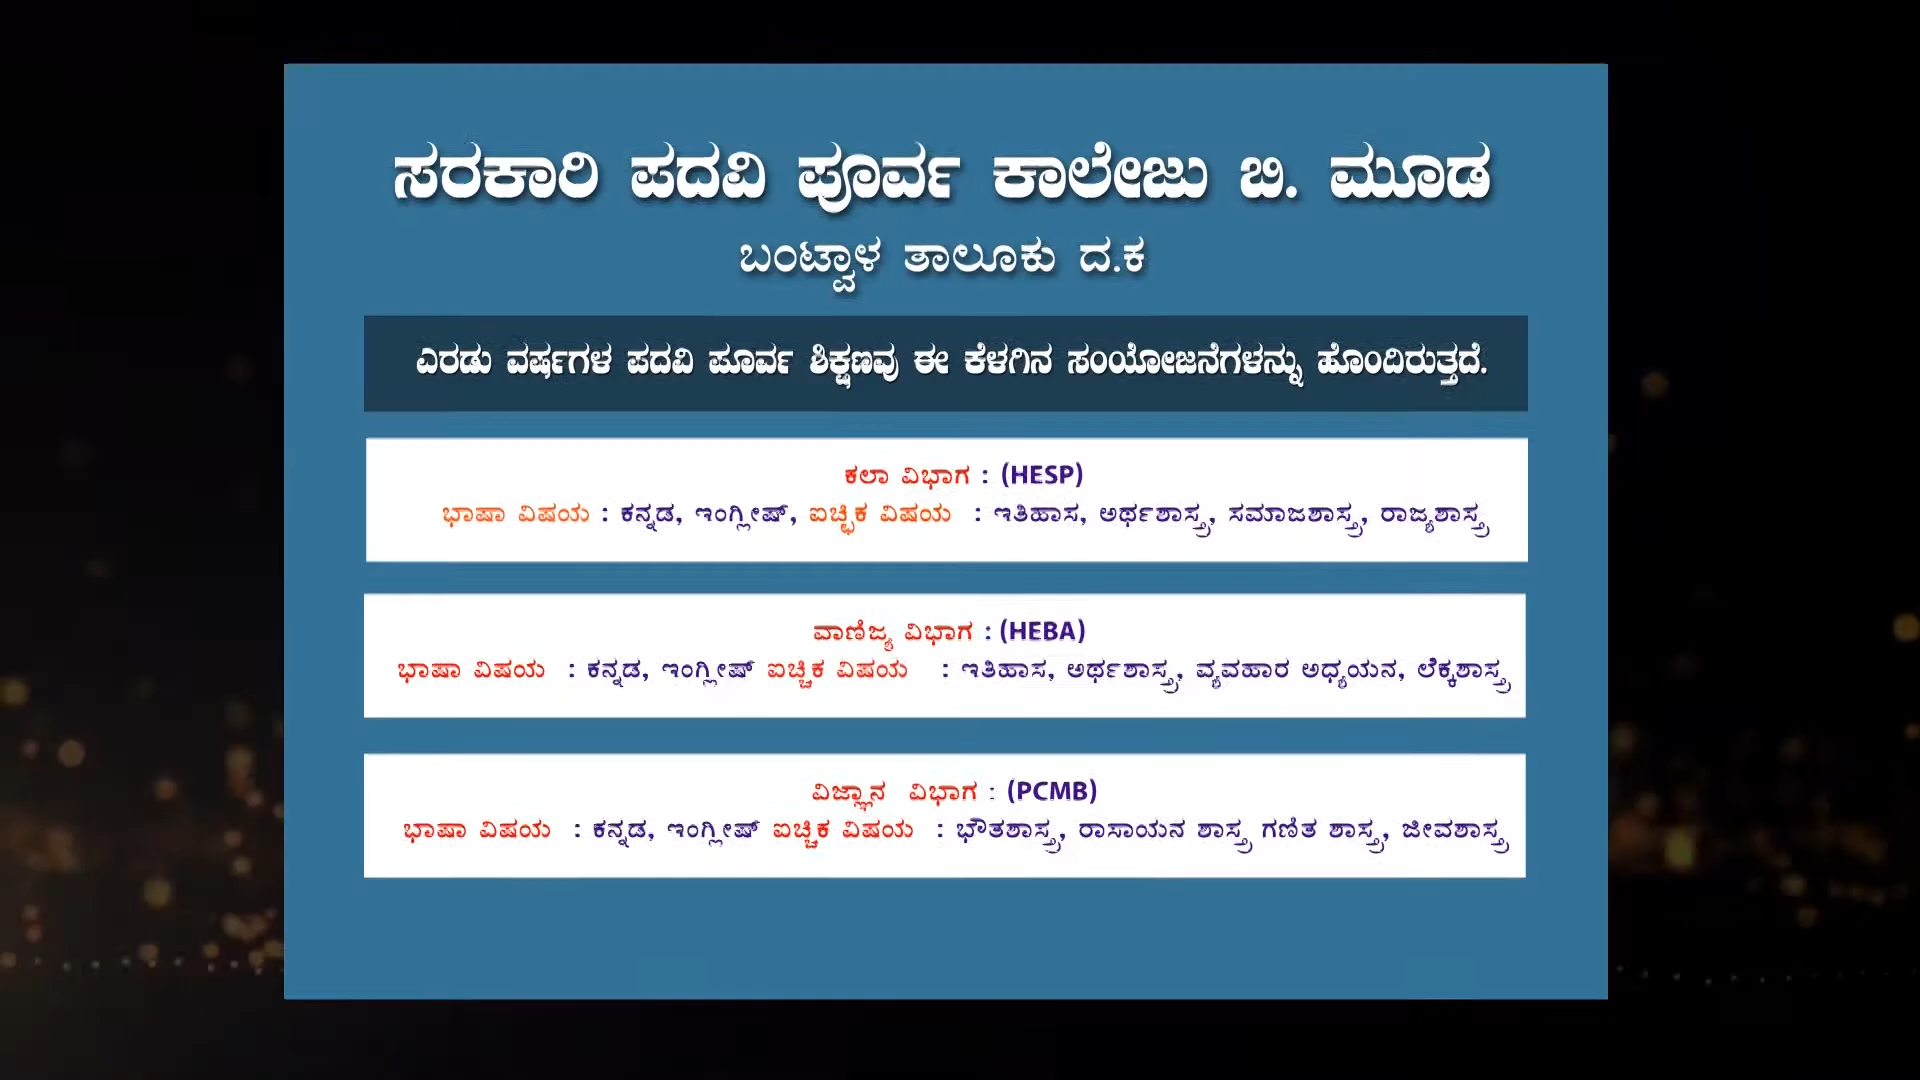 ಸರಕಾರಿ ಪದವಿ ಪೂರ್ವ ಕಾಲೇಜು ಬಿ. ಮೂಡ
ಬಂಟ್ವಾಳ ತಾಲೂಕು ದ.ಕ
ಎರಡು ವರ್ಷಗಳ ಪದವಿ ಪೂರ್ವ ಶಿಕ್ಷಣವು ಈ ಕೆಳಗಿನ ಸಂಯೋಜನೆಗಳನ್ನು ಹೊಂದಿರುತ್ತದೆ.
ಕಲಾ ವಿಭಾಗ : (HESP)
ಭಾಷಾ ವಿಷಯ : ಕನ್ನಡ, ಇಂಗ್ಲೀಷ್, ಐಚ್ಛಿಕ ವಿಷಯ : ಇತಿಹಾಸ, ಅರ್ಥಶಾಸ್ತ್ರ, ಸಮಾಜಶಾಸ್ತ್ರ, ರಾಜ್ಯಶಾಸ್ತ್ರ
ವಾಣಿಜ್ಯ ವಿಭಾಗ : (HEBA)
ಭಾಷಾ ವಿಷಯ : ಕನ್ನಡ, ಇಂಗ್ಲೀಷ್ ಐಚ್ಚಿಕ ವಿಷಯ : ಇತಿಹಾಸ, ಅರ್ಥಶಾಸ್ತ್ರ, ವ್ಯವಹಾರ ಅಧ್ಯಯನ, ಲೆಕ್ಕಶಾಸ್ತ್ರ
ವಿಜ್ಞಾನ ವಿಭಾಗ : (PCMB)
ಭಾಷಾ ವಿಷಯ : ಕನ್ನಡ, ಇಂಗ್ಲೀಷ್ ಐಚ್ಚಿಕ ವಿಷಯ : ಭೌತಶಾಸ್ತ್ರ, ರಾಸಾಯನ ಶಾಸ್ತ್ರ ಗಣಿತ ಶಾಸ್ತ್ರ, ಜೀವಶಾಸ್ತ್ರ